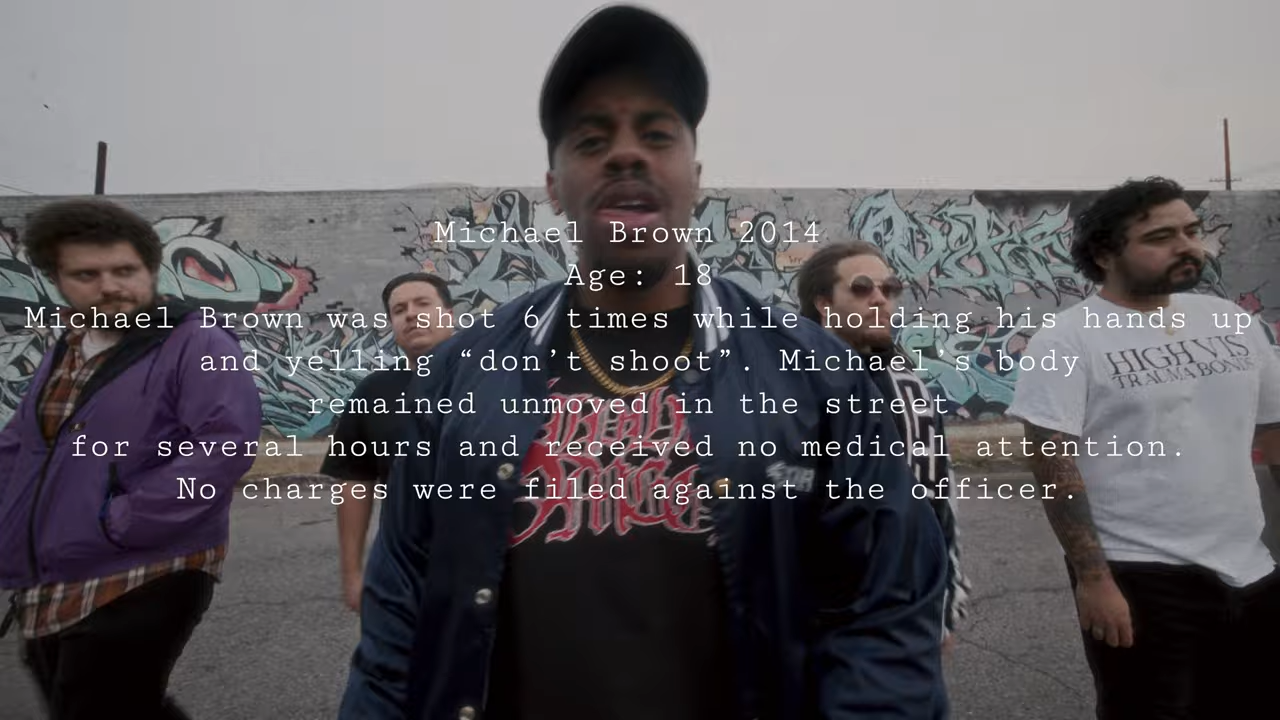 Michael Brown 2014
Age: 18
Michael Brown was shot 6 times while holding his hands up
and yelling “don’t shoot”. Michael’s body
remained unmoved in the street
for several hours and received no medical attention.
No charges were filed against the officer.
HIGH VIS
TRAUMA BONDS